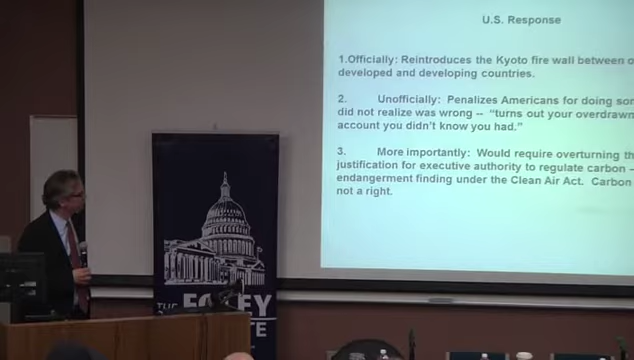 U.S. Response
1.Officially: Reintroduces the Kyoto fire wall between
developed and developing countries.
2. Unofficially: Penalizes Americans for doing
did not realize was wrong -- "turns out your overdrawn
account you didn't know you had."
3. More importantly: Would require overturning
justification for executive authority to regulate carbon –
endangerment finding under the Clean Air Act. Carbon
not a right.
THE